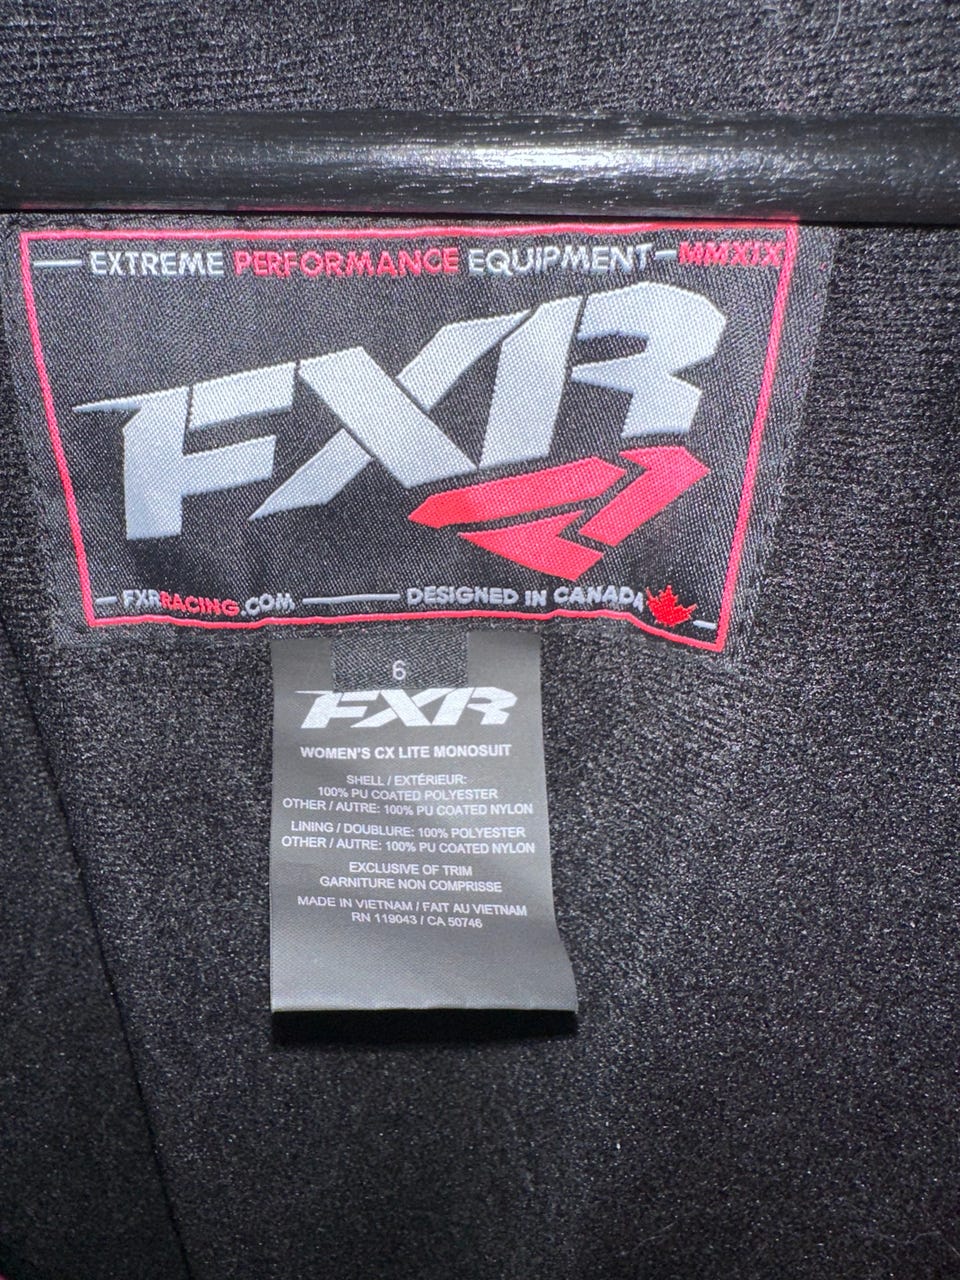 EXTREME PERFORMANCE EQUIPMENT MMXIX
FXR
FXRRACING.COM DESIGNED IN CANADA
6
FXR
WOMEN'S CX LITE MONOSUIT
SHELL / EXTÉRIEUR:
100% PU COATED POLYESTER
OTHER / AUTRE: 100% PU COATED NYLON
LINING / DOUBLURE: 100% POLYESTER
OTHER / AUTRE: 100% PU COATED NYLON
EXCLUSIVE OF TRIM
GARNITURE NON COMPRISSE
MADE IN VIETNAM / FAIT AU VIETNAM
RN 119043 / CA 50746